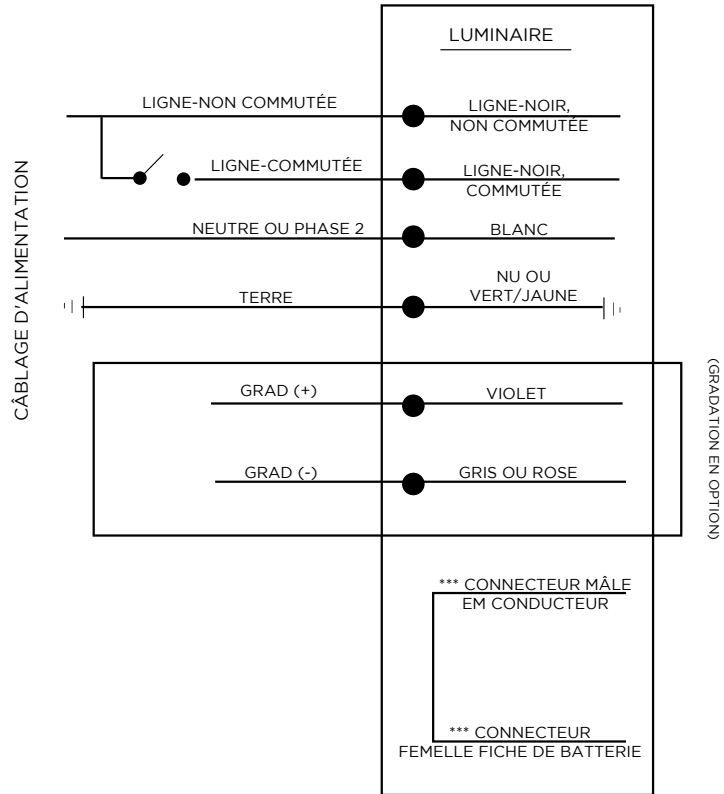 LUMINAIRE
LIGNE-NON COMMUTÉE
LIGNE-NOIR,
NON COMMUTÉE
LIGNE-COMMUTÉE
LIGNE-NOIR,
COMMUTÉE
NEUTRE OU PHASE 2
BLANC
TERRE
NU OU
VERT/JAUNE
CÂBLAGE D'ALIMENTATION
GRAD (+)
VIOLET
GRAD (-)
GRIS OU ROSE
(GRADATION EN OPTION)
*** CONNECTEUR MÂLE
EM CONDUCTEUR
*** CONNECTEUR
FEMELLE FICHE DE BATTERIE